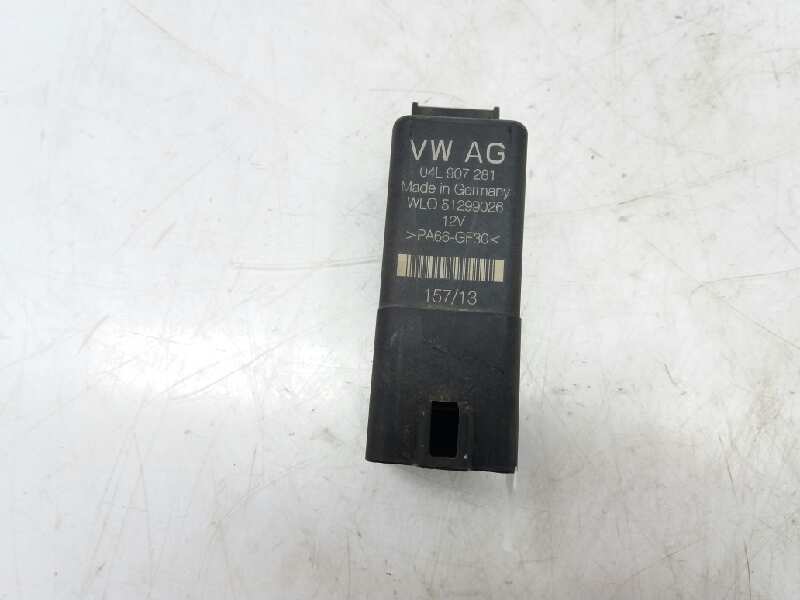 VW AG
04L 907 281
Made in Germany
WLO 51299026
12V
>PA66-GF30<
157/13